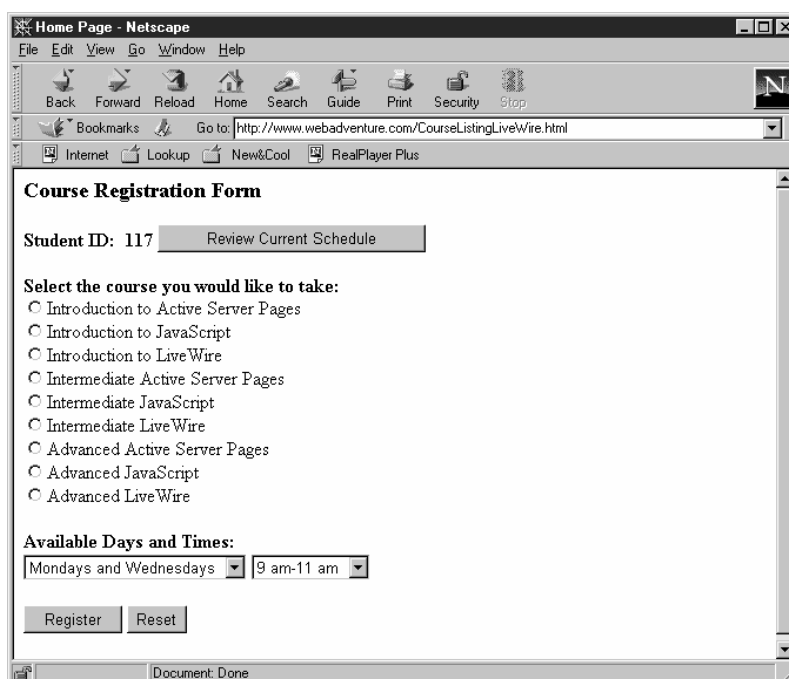 Home Page - Netscape
File Edit View Go Window Help
Back Forward Reload Home Search Guide Print Security Stop
N
Bookmarks Go to: http://www.webadventure.com/CourseListingLiveWire.html
Internet Lookup New&Cool RealPlayer Plus
Course Registration Form
Student ID: 117 Review Current Schedule
Select the course you would like to take:
Introduction to Active Server Pages
Introduction to JavaScript
Introduction to LiveWire
Intermediate Active Server Pages
Intermediate JavaScript
Intermediate LiveWire
Advanced Active Server Pages
Advanced JavaScript
Advanced LiveWire
Available Days and Times:
Mondays and Wednesdays 9 am-11 am
Register Reset
Document: Done